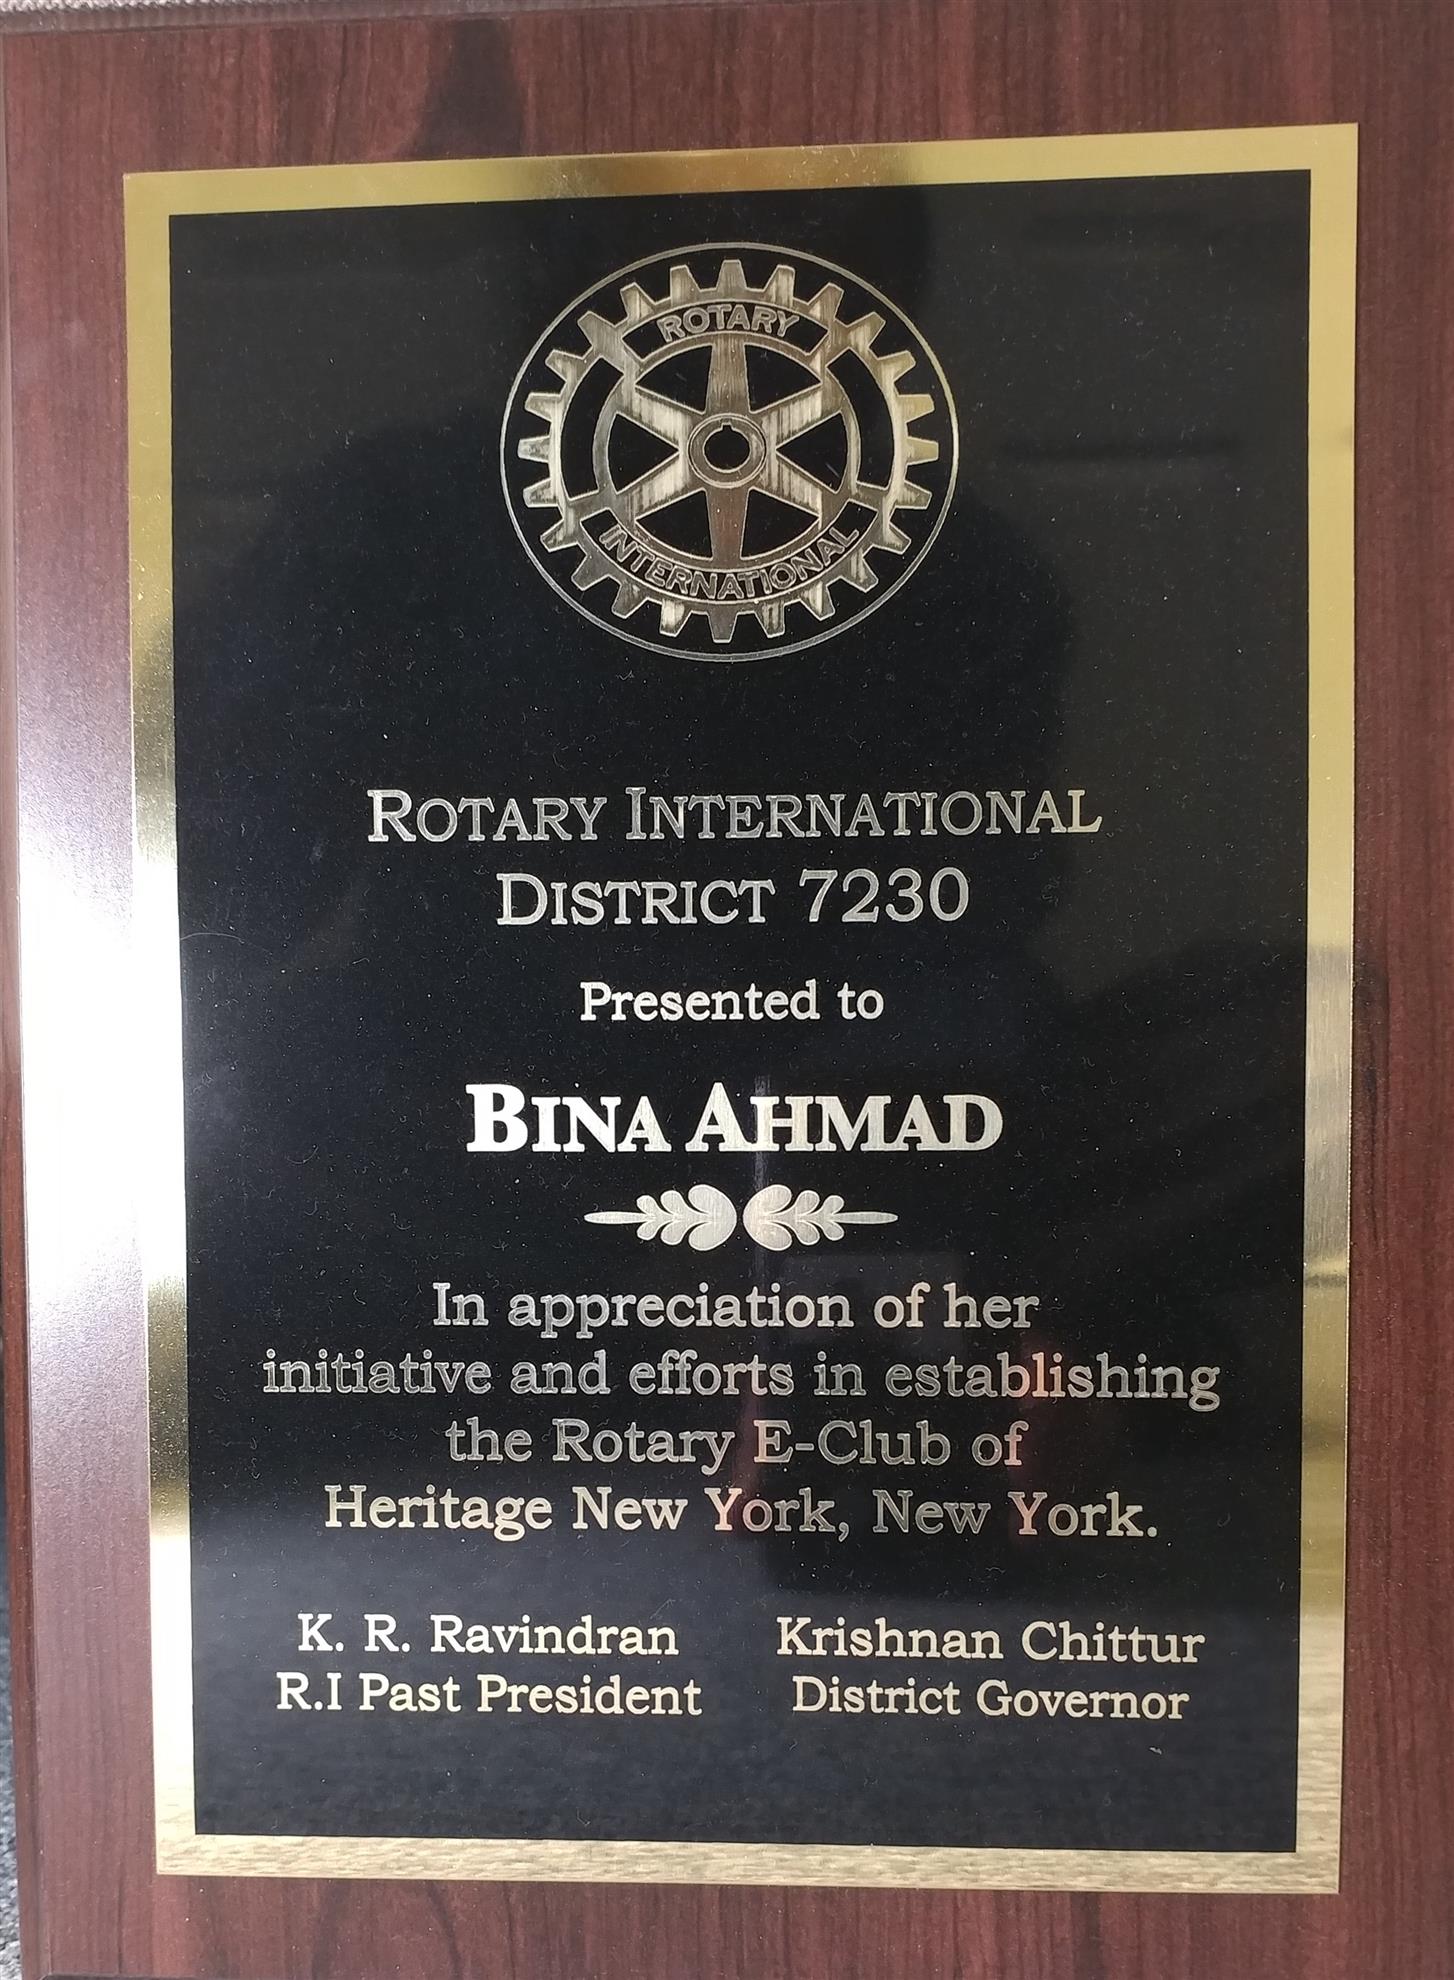 ROTARY
INTERNATIONAL
ROTARY INTERNATIONAL
DISTRICT 7230
Presented to
BINA AHMAD
In appreciation of her
initiative and efforts in establishing
the Rotary E-Club of
Heritage New York, New York.
K. R. Ravindran Krishnan Chittur
R.I Past President District Governor